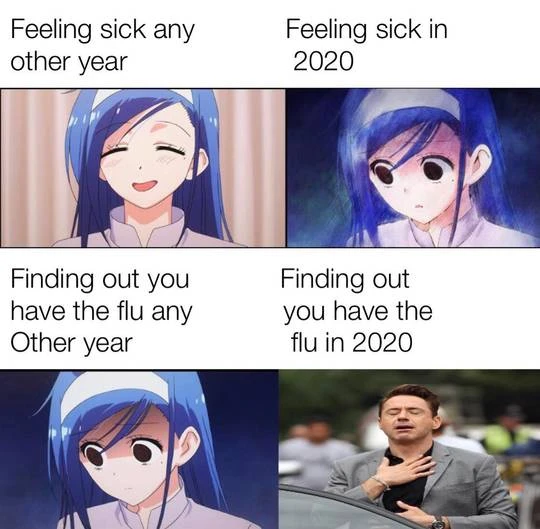 Feeling sick any
other year
Feeling sick in
2020
Finding out you
have the flu any
Other year
Finding out
you have the
flu in 2020